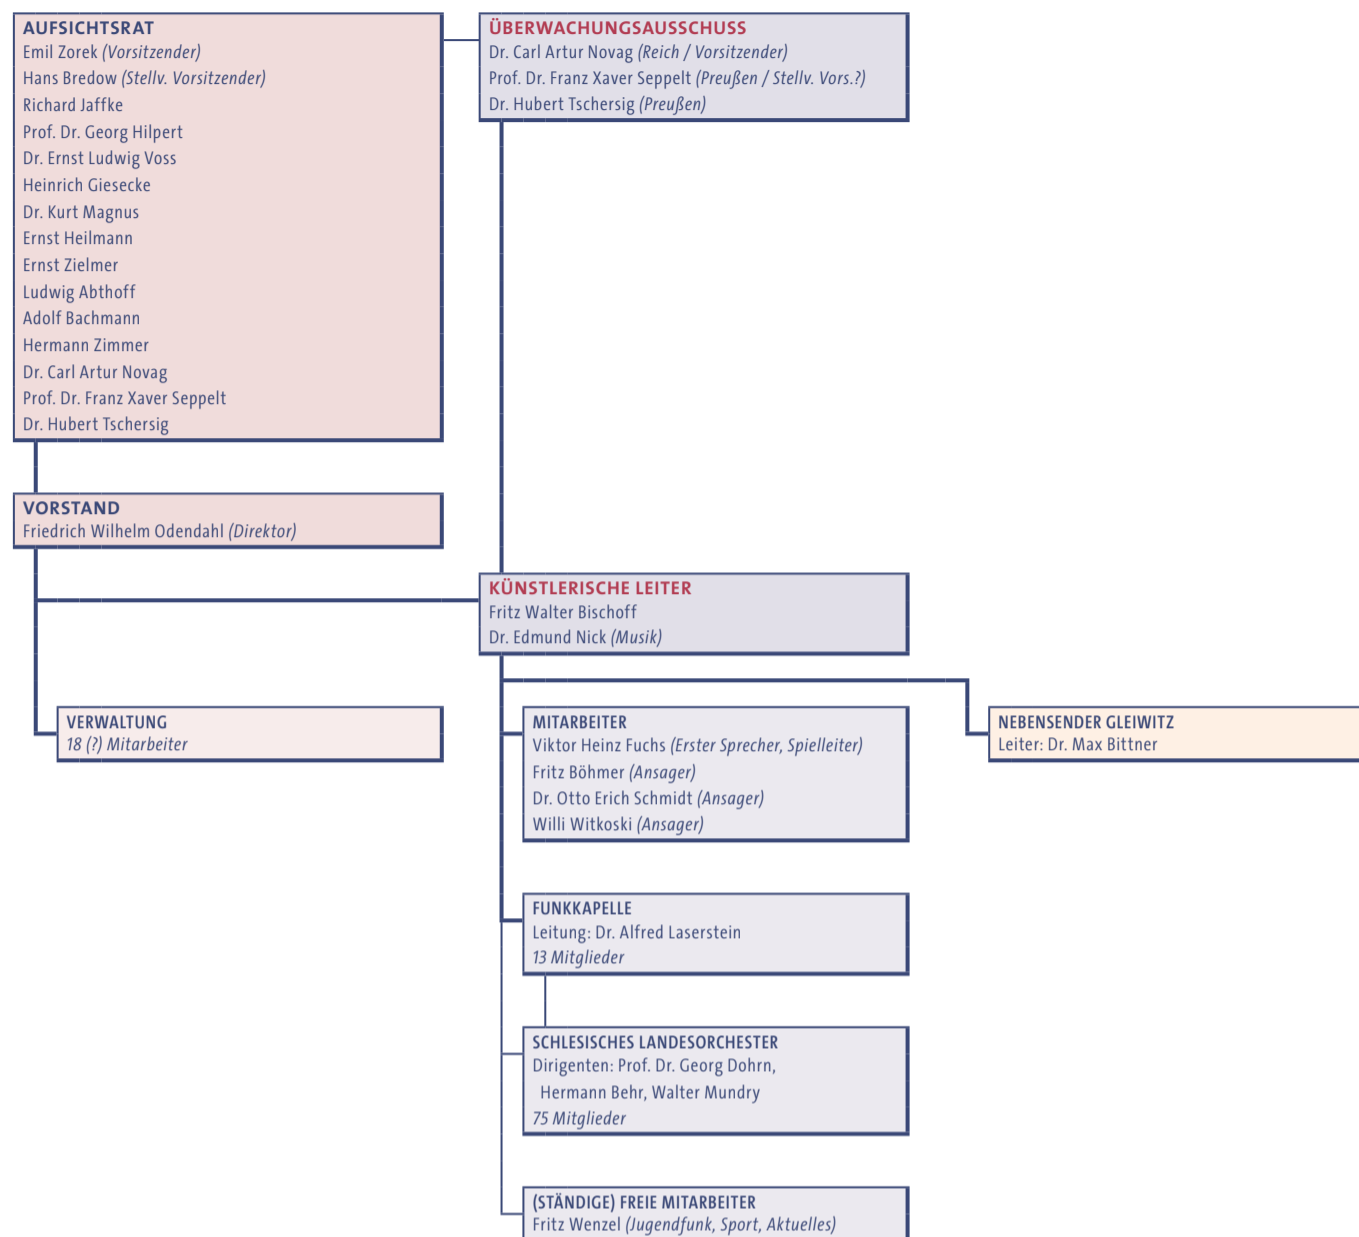 AUFSICHTSRAT
Emil Zorek (Vorsitzender)
Hans Bredow (Stellv. Vorsitzender)
Richard Jaffke
Prof. Dr. Georg Hilpert
Dr. Ernst Ludwig Voss
Heinrich Giesecke
Dr. Kurt Magnus
Ernst Heilmann
Ernst Zielmer
Ludwig Abthoff
Adolf Bachmann
Hermann Zimmer
Dr. Carl Artur Novag
Prof. Dr. Franz Xaver Seppelt
Dr. Hubert Tschersig
ÜBERWACHUNGSAUSSCHUSS
Dr. Carl Artur Novag (Reich / Vorsitzender)
Prof. Dr. Franz Xaver Seppelt (Preußen / Stellv. Vors.?)
Dr. Hubert Tschersig (Preußen)
VORSTAND
Friedrich Wilhelm Odendahl (Direktor)
KÜNSTLERISCHE LEITER
Fritz Walter Bischoff
Dr. Edmund Nick (Musik)
VERWALTUNG
18 (?) Mitarbeiter
MITARBEITER
Viktor Heinz Fuchs (Erster Sprecher, Spielleiter)
Fritz Böhmer (Ansager)
Dr. Otto Erich Schmidt (Ansager)
Willi Witkoski (Ansager)
NEBENSENDER GLEIWITZ
Leiter: Dr. Max Bittner
FUNKKAPELLE
Leitung: Dr. Alfred Laserstein
13 Mitglieder
SCHLESISCHES LANDESORCHESTER
Dirigenten: Prof. Dr. Georg Dohrn,
Hermann Behr, Walter Mundry
75 Mitglieder
(STÄNDIGE) FREIE MITARBEITER
Fritz Wenzel (Jugendfunk, Sport, Aktuelles)